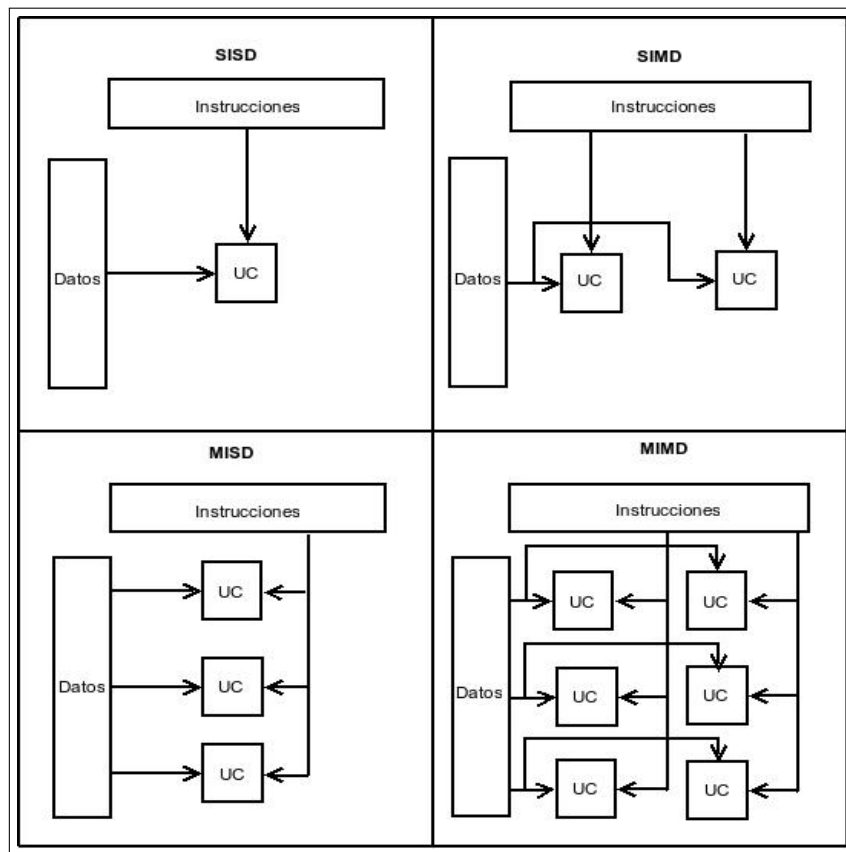 SISD
Instrucciones
Datos
UC
SIMD
Instrucciones
Datos
UC
UC
MISD
Instrucciones
UC
Datos
UC
UC
MIMD
Instrucciones
UC
UC
Datos
UC
UC
UC
UC